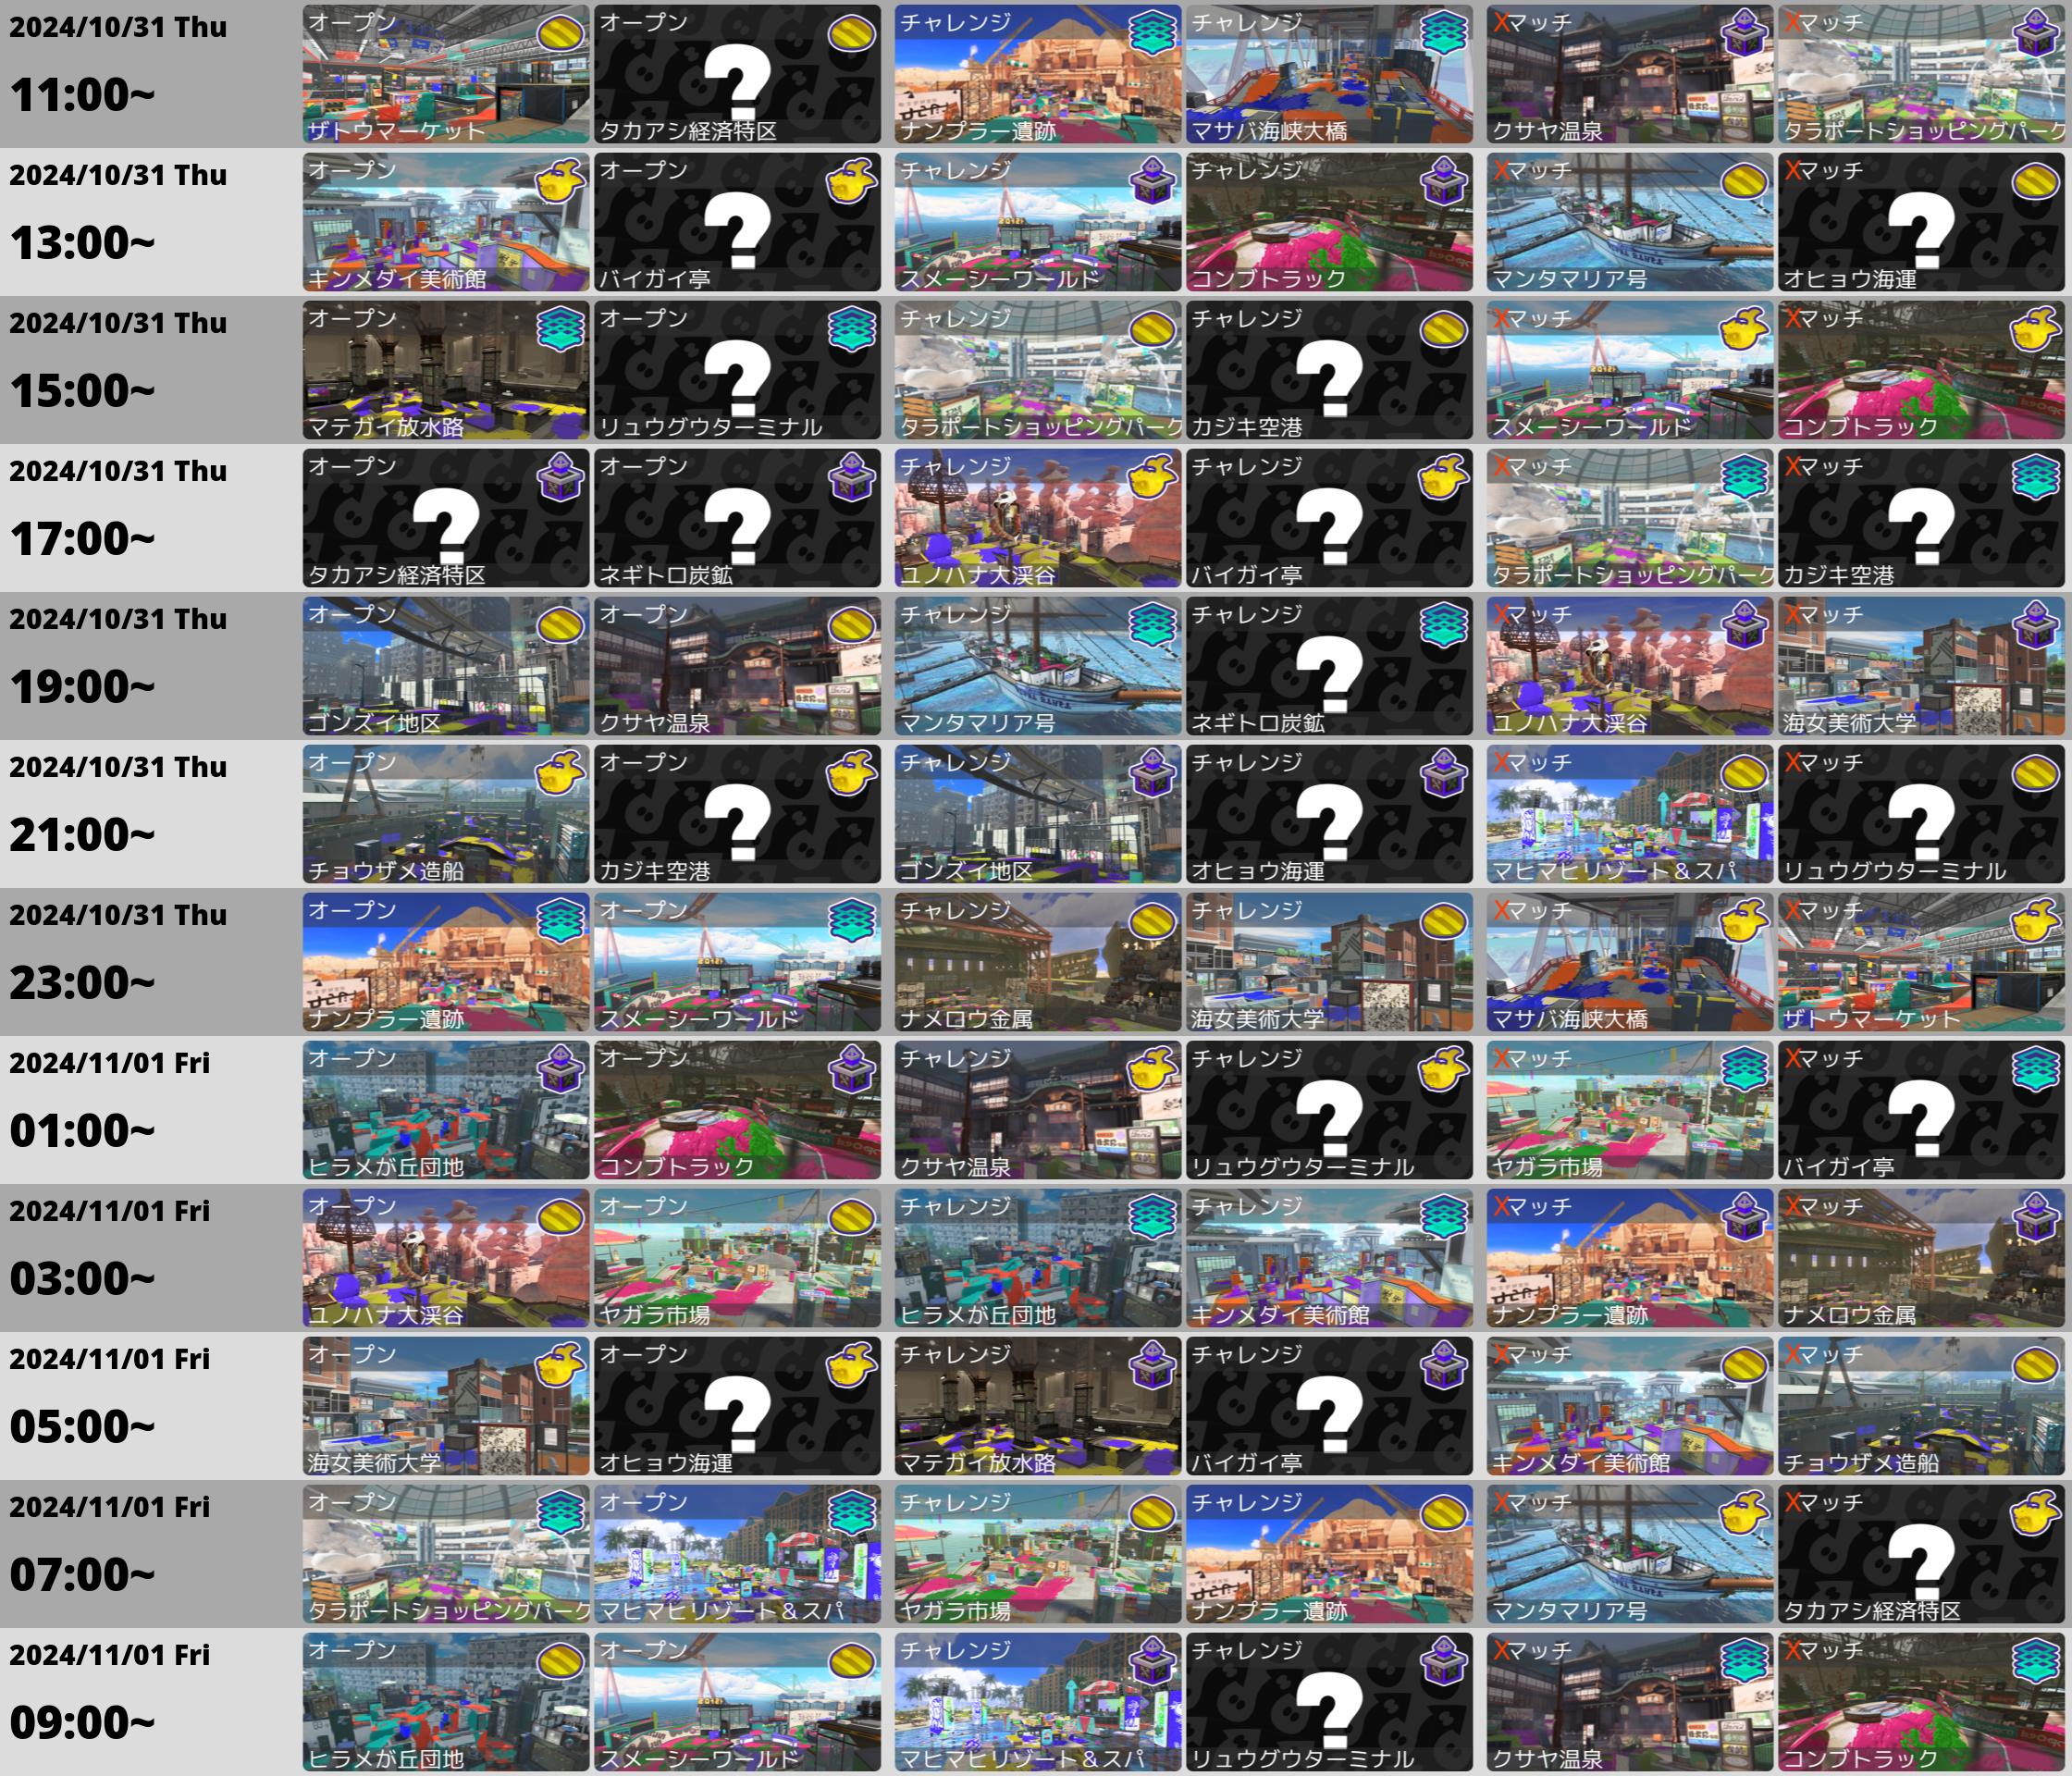 2024/10/31 Thu
11:00~
オープン オープン チャレンジ チャレンジ Xマッチ Xマッチ
ザトウマーケット タカアシ経済特区 ナンプラー遺跡 マサバ海峡大橋 クサヤ温泉 タラポートショッピングパーク
2024/10/31 Thu
13:00~
オープン オープン チャレンジ チャレンジ Xマッチ Xマッチ
キンメダイ美術館 バイガイ亭 スメーシーワールド コンブトラック マンタマリア号 オヒョウ海運
2024/10/31 Thu
15:00~
オープン オープン チャレンジ チャレンジ Xマッチ Xマッチ
マテガイ放水路 リュウグウターミナル タラポートショッピングパーク カジキ空港 スメーシーワールド コンブトラック
2024/10/31 Thu
17:00~
オープン オープン チャレンジ チャレンジ Xマッチ Xマッチ
タカアシ経済特区 ネギトロ炭鉱 ユノハナ大渓谷 バイガイ亭 タラポートショッピングパーク カジキ空港
2024/10/31 Thu
19:00~
オープン オープン チャレンジ チャレンジ Xマッチ Xマッチ
ゴンズイ地区 クサヤ温泉 マンタマリア号 ネギトロ炭鉱 ユノハナ大渓谷 海女美術大学
2024/10/31 Thu
21:00~
オープン オープン チャレンジ チャレンジ Xマッチ Xマッチ
チョウザメ造船 カジキ空港 ゴンズイ地区 オヒョウ海運 マヒマヒリゾート＆スパ リュウグウターミナル
2024/10/31 Thu
23:00~
オープン オープン チャレンジ チャレンジ Xマッチ Xマッチ
ナンプラー遺跡 スメーシーワールド ナメロウ金属 海女美術大学 マサバ海峡大橋 ザトウマーケット
2024/11/01 Fri
01:00~
オープン オープン チャレンジ チャレンジ Xマッチ Xマッチ
ヒラメが丘団地 コンブトラック クサヤ温泉 リュウグウターミナル ヤガラ市場 バイガイ亭
2024/11/01 Fri
03:00~
オープン オープン チャレンジ チャレンジ Xマッチ Xマッチ
ユノハナ大渓谷 ヤガラ市場 ヒラメが丘団地 キンメダイ美術館 ナンプラー遺跡 ナメロウ金属
2024/11/01 Fri
05:00~
オープン オープン チャレンジ チャレンジ Xマッチ Xマッチ
海女美術大学 オヒョウ海運 マテガイ放水路 バイガイ亭 キンメダイ美術館 チョウザメ造船
2024/11/01 Fri
07:00~
オープン オープン チャレンジ チャレンジ Xマッチ Xマッチ
タラポートショッピングパーク マヒマヒリゾート＆スパ ヤガラ市場 ナンプラー遺跡 マンタマリア号 タカアシ経済特区
2024/11/01 Fri
09:00~
オープン オープン チャレンジ チャレンジ Xマッチ Xマッチ
ヒラメが丘団地 スメーシーワールド マヒマヒリゾート＆スパ リュウグウターミナル クサヤ温泉 コンブトラック